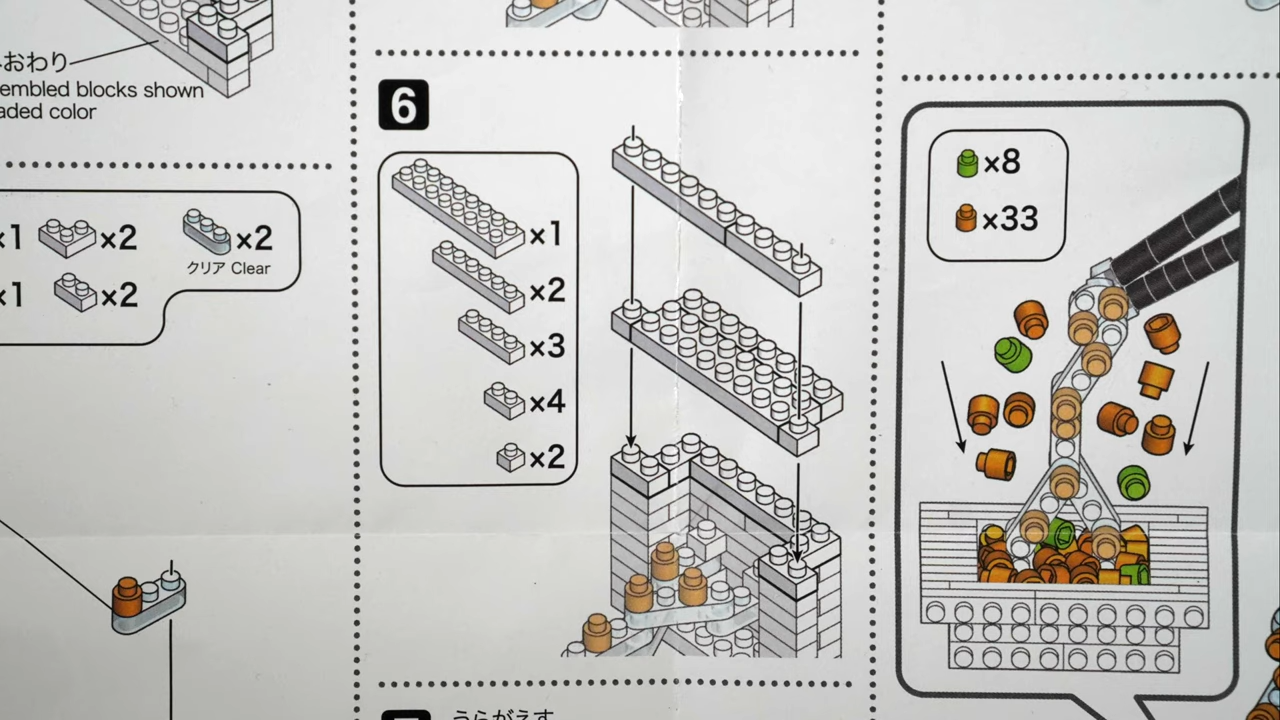 おわり
embled blocks shown
aded color
×1
×2
×2
クリア Clear
×1
×2
6
×1
×2
×3
×4
×2
×8
×33
7
うらがえす